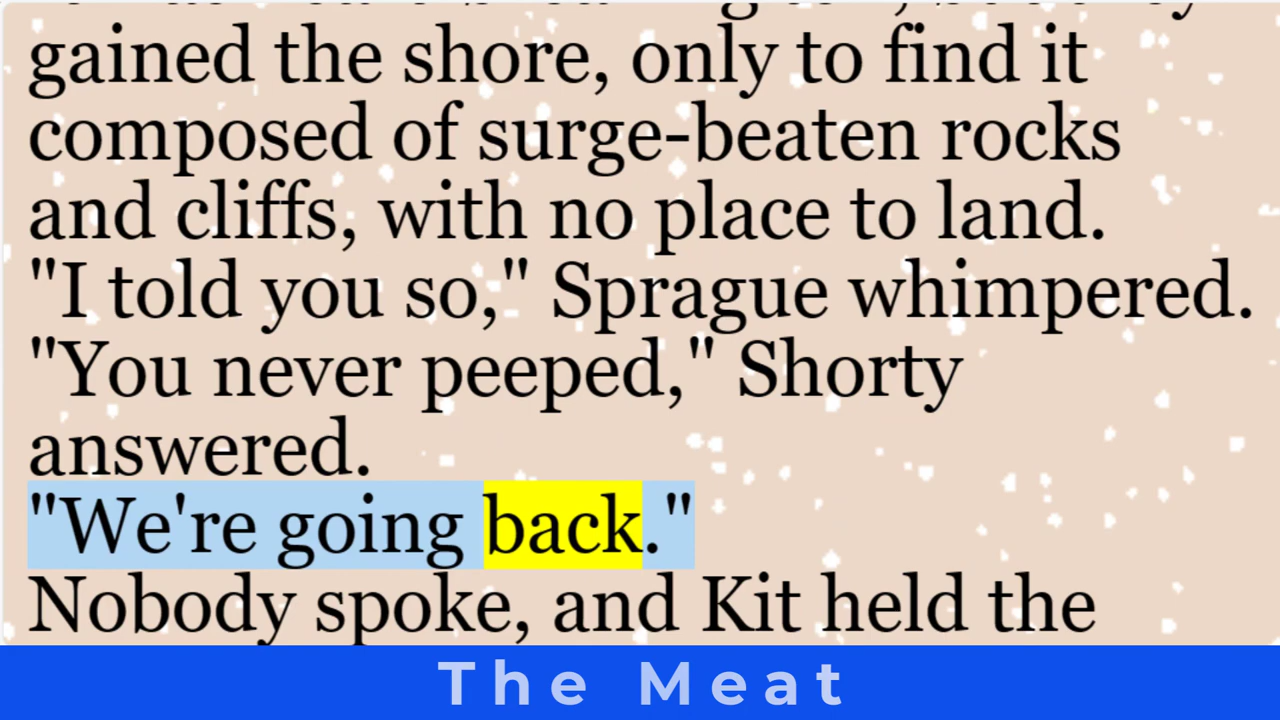 gained the shore, only to find it
composed of surge-beaten rocks
and cliffs, with no place to land.
"I told you so," Sprague whimpered.
"You never peeped," Shorty
answered.
"We're going back."
Nobody spoke, and Kit held the
The Meat